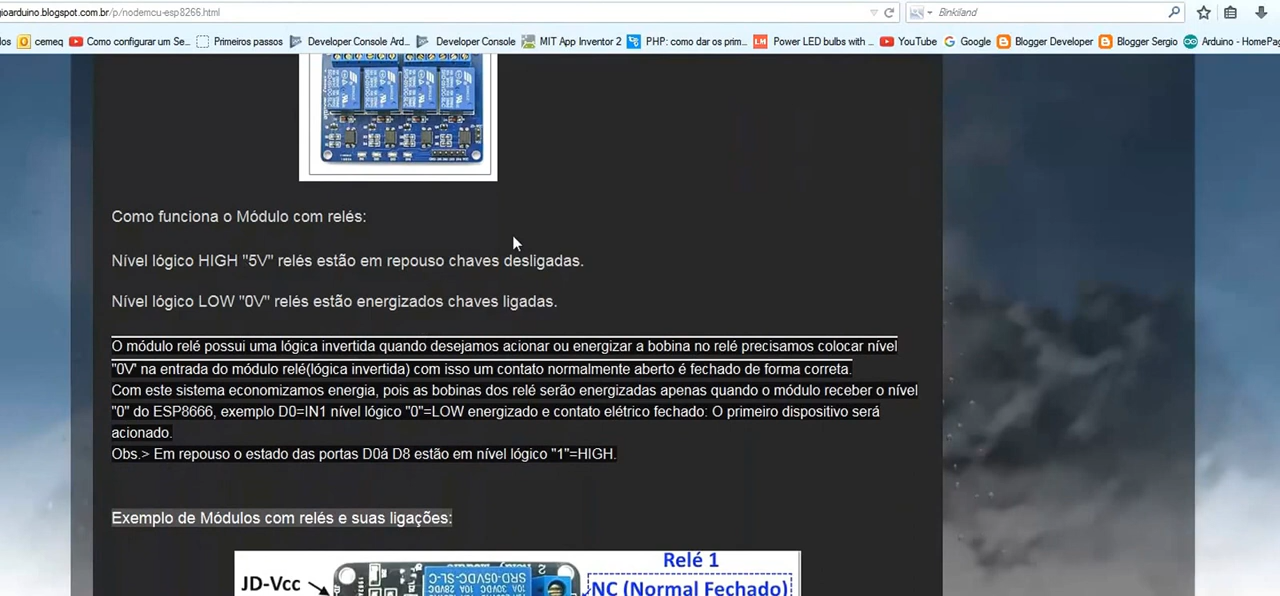 gioarduino.blogspot.com.br/p/nodemcu-esp8266.html
Binkiland
los cemeq Como configurar um Se... Primeiros passos Developer Console Ard... Developer Console MIT App Inventor 2 PHP: como dar os prim... LM Power LED bulbs with ... YouTube Google Blogger Developer Blogger Sergio Arduino - HomePag
Como funciona o Módulo com relés:
Nível lógico HIGH "5V" relés estão em repouso chaves desligadas.
Nível lógico LOW "0V" relés estão energizados chaves ligadas.
O módulo relé possui uma lógica invertida quando desejamos acionar ou energizar a bobina no relé precisamos colocar nível
"0V' na entrada do módulo relé(lógica invertida) com isso um contato normalmente aberto é fechado de forma correta.
Com este sistema economizamos energia, pois as bobinas dos relé serão energizadas apenas quando o módulo receber o nível
"0" do ESP8666, exemplo D0=IN1 nível lógico "0"=LOW energizado e contato elétrico fechado: O primeiro dispositivo será
acionado.
Obs.> Em repouso o estado das portas D0á D8 estão em nível lógico "1"=HIGH.
Exemplo de Módulos com relés e suas ligações:
Relé 1
JD-Vcc
NC (Normal Fechado)
SRD-05VDC-SL-C